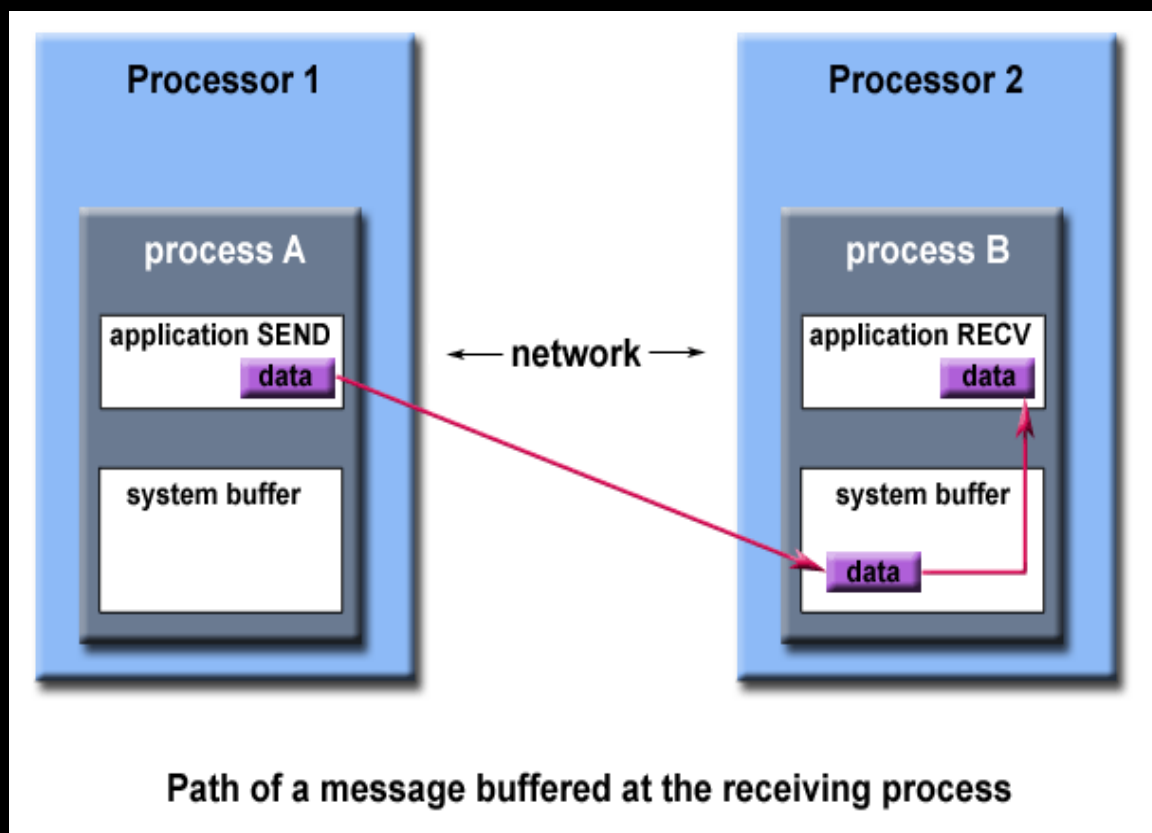 Processor 1
process A
application SEND
data
system buffer
network
Processor 2
process B
application RECV
data
system buffer
data
Path of a message buffered at the receiving process